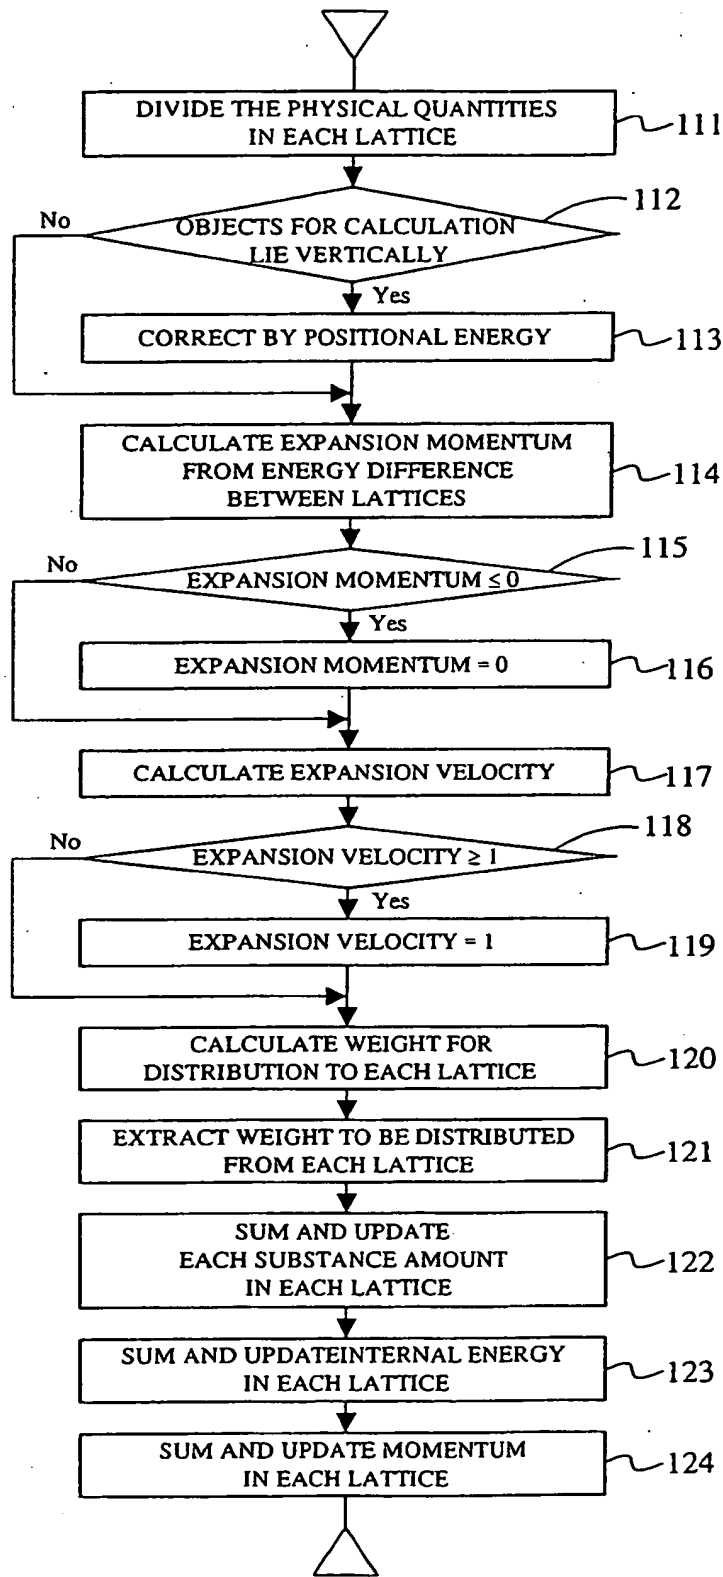 DIVIDE THE PHYSICAL QUANTITIES
IN EACH LATTICE
111
112
No
OBJECTS FOR CALCULATION
LIE VERTICALLY
Yes
CORRECT BY POSITIONAL ENERGY
113
CALCULATE EXPANSION MOMENTUM
FROM ENERGY DIFFERENCE
BETWEEN LATTICES
114
115
No
EXPANSION MOMENTUM ≤ 0
Yes
EXPANSION MOMENTUM = 0
116
CALCULATE EXPANSION VELOCITY
117
118
No
EXPANSION VELOCITY ≥ 1
Yes
EXPANSION VELOCITY = 1
119
CALCULATE WEIGHT FOR
DISTRIBUTION TO EACH LATTICE
120
EXTRACT WEIGHT TO BE DISTRIBUTED
FROM EACH LATTICE
121
SUM AND UPDATE
EACH SUBSTANCE AMOUNT
IN EACH LATTICE
122
SUM AND UPDATEINTERNAL ENERGY
IN EACH LATTICE
123
SUM AND UPDATE MOMENTUM
IN EACH LATTICE
124